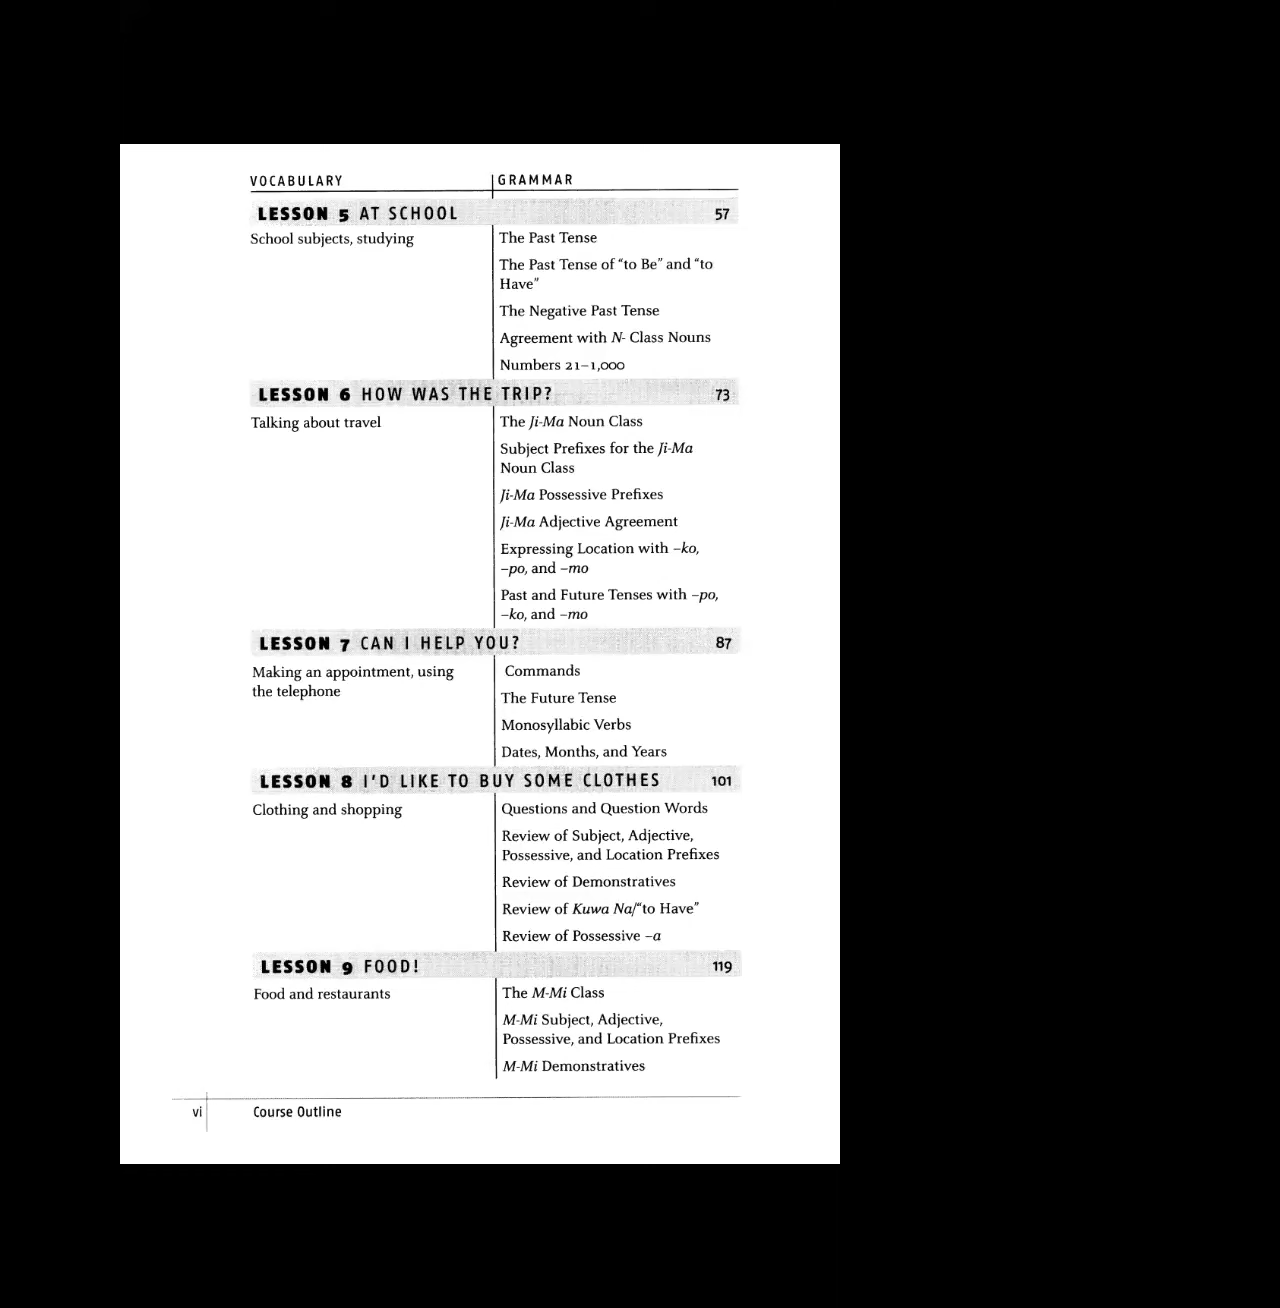 VOCABULARY GRAMMAR
LESSON 5 AT SCHOOL 57
School subjects, studying
The Past Tense
The Past Tense of "to Be" and "to
Have"
The Negative Past Tense
Agreement with N- Class Nouns
Numbers 21–1,000
LESSON 6 HOW WAS THE TRIP? 73
Talking about travel
The Ji-Ma Noun Class
Subject Prefixes for the Ji-Ma
Noun Class
Ji-Ma Possessive Prefixes
Ji-Ma Adjective Agreement
Expressing Location with –ko,
–po, and –mo
Past and Future Tenses with –po,
–ko, and –mo
LESSON 7 CAN I HELP YOU? 87
Making an appointment, using
the telephone
Commands
The Future Tense
Monosyllabic Verbs
Dates, Months, and Years
LESSON 8 I'D LIKE TO BUY SOME CLOTHES 101
Clothing and shopping
Questions and Question Words
Review of Subject, Adjective,
Possessive, and Location Prefixes
Review of Demonstratives
Review of Kuwa Na/"to Have"
Review of Possessive –a
LESSON 9 FOOD! 119
Food and restaurants
The M-Mi Class
M-Mi Subject, Adjective,
Possessive, and Location Prefixes
M-Mi Demonstratives
vi Course Outline